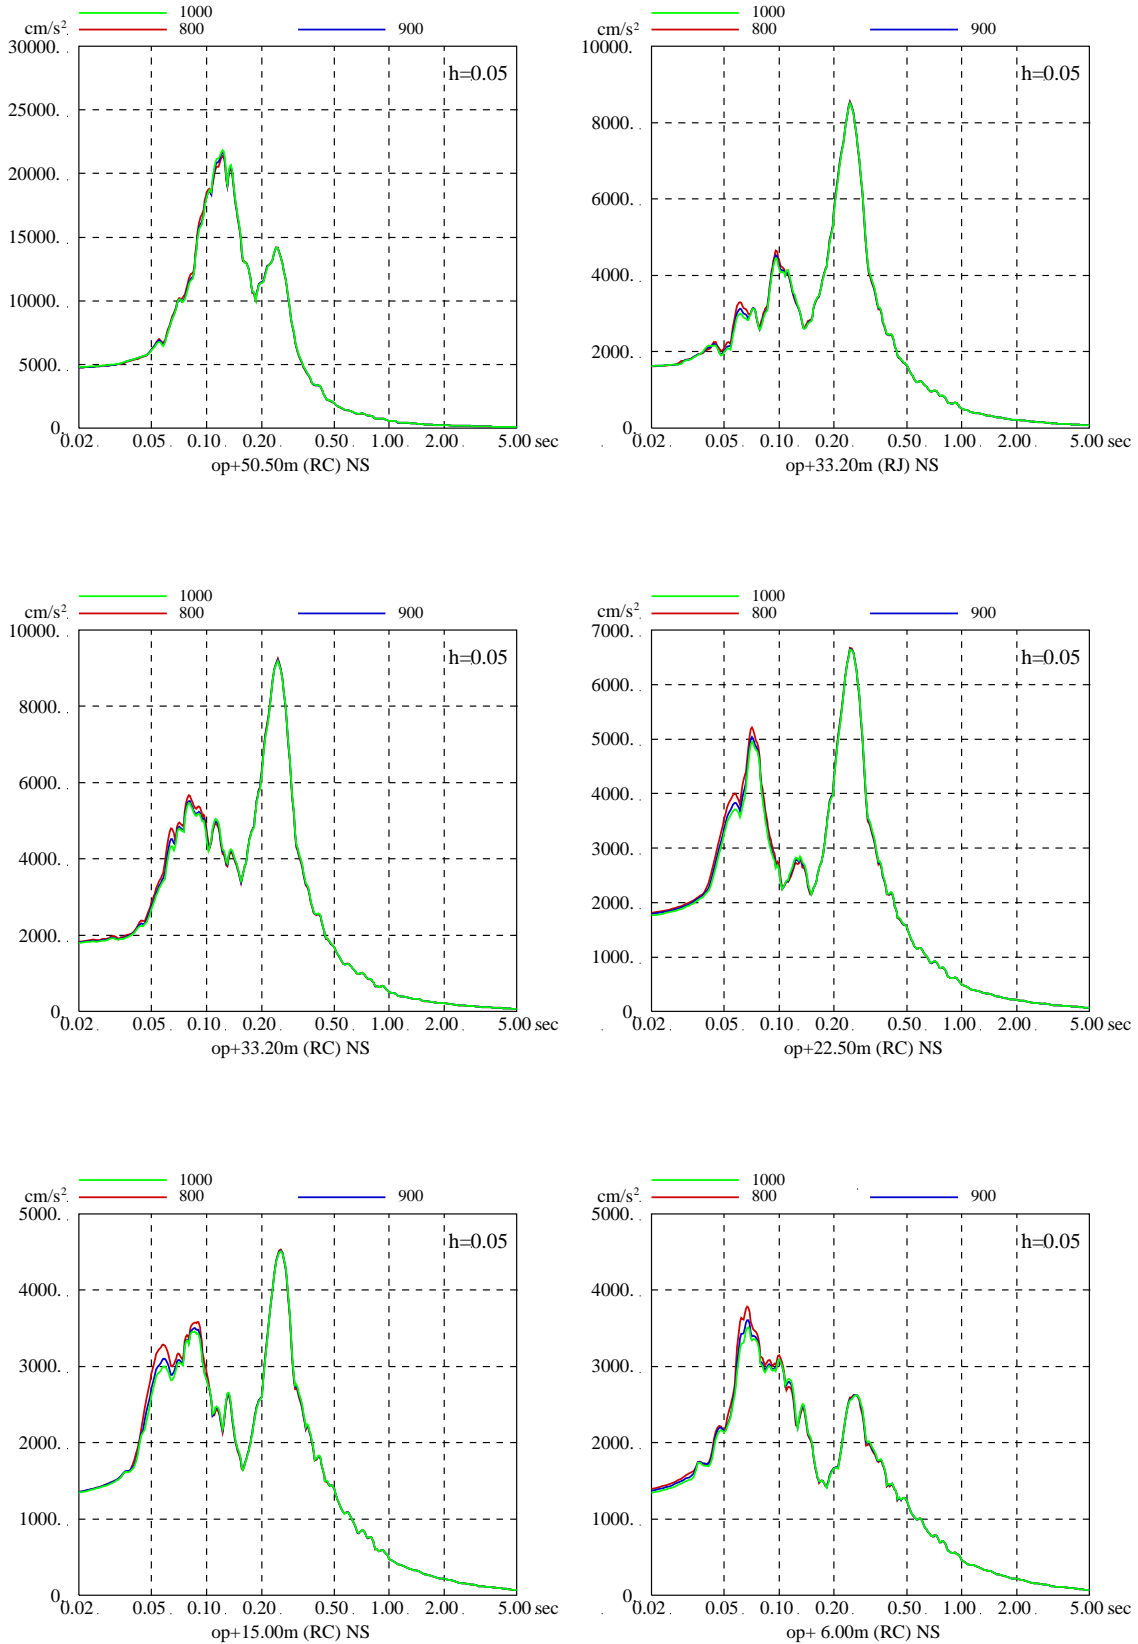 1000
cm/s² 800 900
30000.
h=0.05
25000.
20000.
15000.
10000.
5000.
0.
0.02 0.05 0.10 0.20 0.50 1.00 2.00 5.00 sec
op+50.50m (RC) NS
1000
cm/s² 800 900
10000.
h=0.05
8000.
6000.
4000.
2000.
0.
0.02 0.05 0.10 0.20 0.50 1.00 2.00 5.00 sec
op+33.20m (RJ) NS
1000
cm/s² 800 900
10000.
h=0.05
8000.
6000.
4000.
2000.
0.
0.02 0.05 0.10 0.20 0.50 1.00 2.00 5.00 sec
op+33.20m (RC) NS
1000
cm/s² 800 900
7000.
h=0.05
6000.
5000.
4000.
3000.
2000.
1000.
0.
0.02 0.05 0.10 0.20 0.50 1.00 2.00 5.00 sec
op+22.50m (RC) NS
1000
cm/s² 800 900
5000.
h=0.05
4000.
3000.
2000.
1000.
0.
0.02 0.05 0.10 0.20 0.50 1.00 2.00 5.00 sec
op+15.00m (RC) NS
1000
cm/s² 800 900
5000.
h=0.05
4000.
3000.
2000.
1000.
0.
0.02 0.05 0.10 0.20 0.50 1.00 2.00 5.00 sec
op+ 6.00m (RC) NS